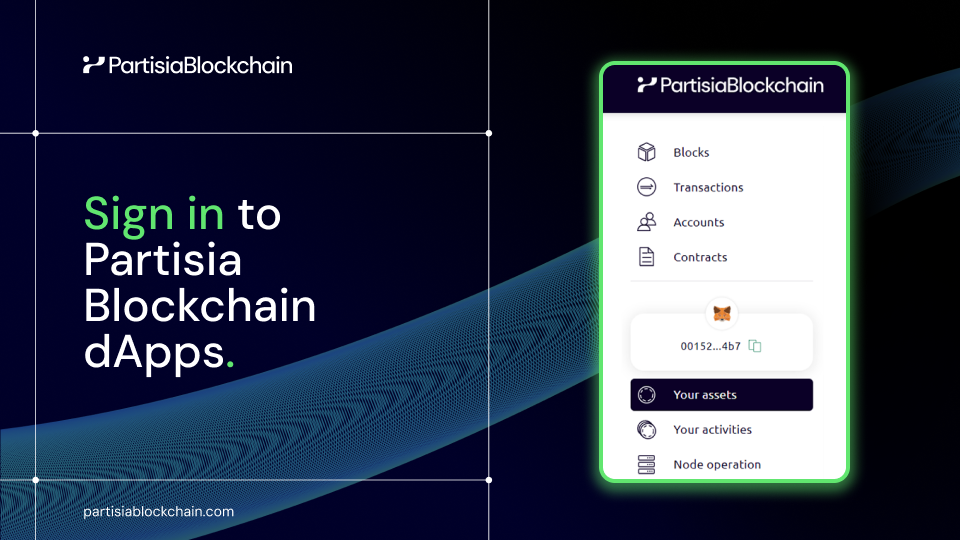 PartisiaBlockchain
Sign in to
Partisia
Blockchain
dApps.
partisiablockchain.com
PartisiaBlockchain
Blocks
Transactions
Accounts
Contracts
00152...4b7
Your assets
Your activities
Node operation